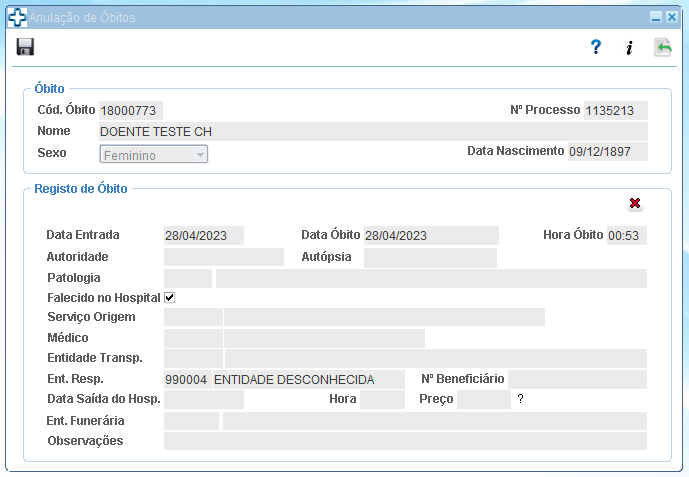 Anulação de Óbitos
? i
Óbito
Cód. Óbito 18000773 Nº Processo 1135213
Nome DOENTE TESTE CH
Sexo Feminino Data Nascimento 09/12/1897
Registo de Óbito
Data Entrada 28/04/2023 Data Óbito 28/04/2023 Hora Óbito 00:53
Autoridade Autópsia
Patologia
Falecido no Hospital
Serviço Origem
Médico
Entidade Transp.
Ent. Resp. 990004 ENTIDADE DESCONHECIDA Nº Beneficiário
Data Saída do Hosp. Hora Preço ?
Ent. Funerária
Observações